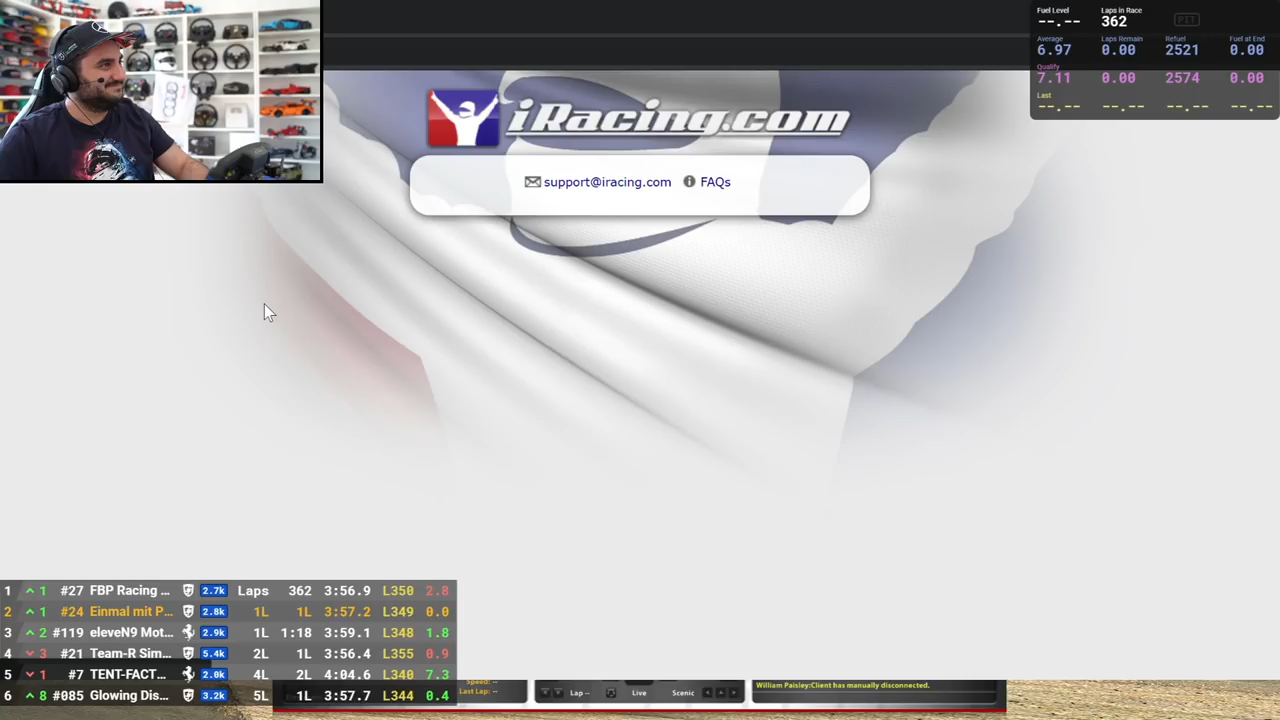 Fuel Level
Laps in Race
--.-- 362 PIT
Average Laps Remain Refuel Fuel at End
6.97 0.00 2521 0.00
Qualify
7.11 0.00 2574 0.00
Last
--.-- --.-- --.-- --.--
iRacing.com
support@iracing.com FAQs
1 1 #27 FBP Racing ... 2.7k Laps 362 3:56.9 L350 2.8
2 1 #24 Einmal mit P... 2.8k 1L 1L 3:57.2 L349 0.0
3 2 #119 eleveN9 Mot... 2.9k 1L 1:18 3:59.1 L348 1.8
4 3 #21 Team-R Sim... 5.4k 2L 1L 3:56.4 L355 0.9
5 1 #7 TENT-FACT... 2.0k 4L 2L 4:04.6 L340 7.3
6 8 #085 Glowing Dis... 3.2k 5L 1L 3:57.7 L344 0.4
Speed: --
Last Lap: --
Lap -- Live Scenic
William Paisley:Client has manually disconnected.